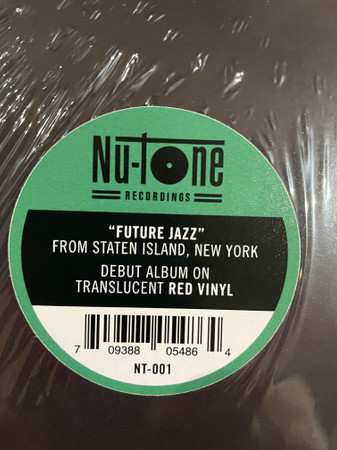 Nu-tone
RECORDINGS
"FUTURE JAZZ"
FROM STATEN ISLAND, NEW YORK
DEBUT ALBUM ON
TRANSLUCENT RED VINYL
7 09388 05486 4
NT-001